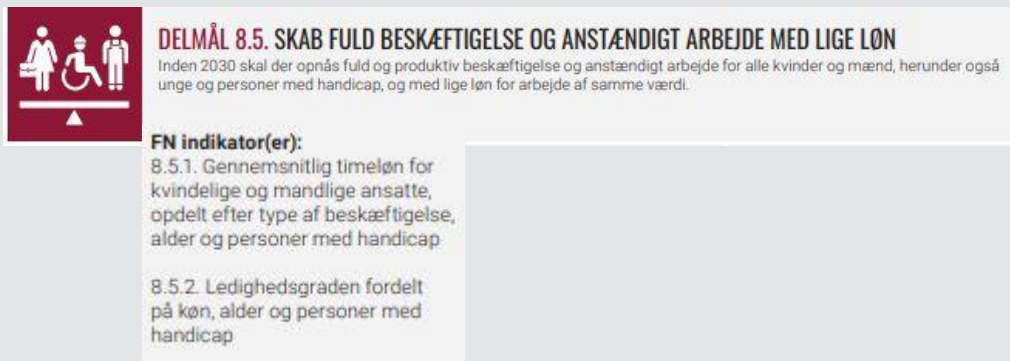 DELMÅL 8.5. SKAB FULD BESKÆFTIGELSE OG ANSTÆNDIGT ARBEJDE MED LIGE LØN
Inden 2030 skal der opnås fuld og produktiv beskæftigelse og anstændigt arbejde for alle kvinder og mænd, herunder også
unge og personer med handicap, og med lige løn for arbejde af samme værdi.
FN indikator(er):
8.5.1. Gennemsnitlig timeløn for
kvindelige og mandlige ansatte,
opdelt efter type af beskæftigelse,
alder og personer med handicap
8.5.2. Ledighedsgraden fordelt
på køn, alder og personer med
handicap